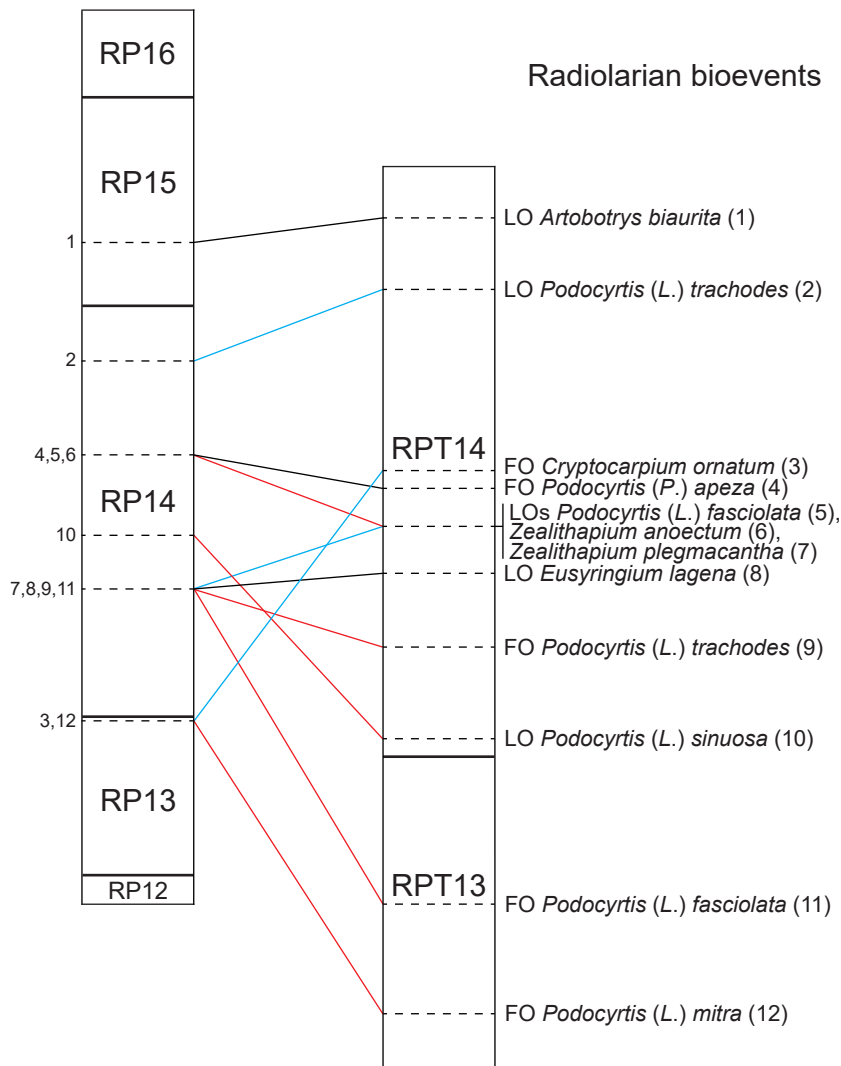 RP16
RP15
1
2
4,5,6
RP14
10
7,8,9,11
3,12
RP13
RP12
Radiolarian bioevents
RPT14
RPT13
LO Artobotrys biaurita (1)
LO Podocyrtis (L.) trachodes (2)
FO Cryptocarpium ornatum (3)
FO Podocyrtis (P.) apeza (4)
LOs Podocyrtis (L.) fasciolata (5),
Zealithapium anoectum (6),
Zealithapium plegmacantha (7)
LO Eusyringium lagena (8)
FO Podocyrtis (L.) trachodes (9)
LO Podocyrtis (L.) sinuosa (10)
FO Podocyrtis (L.) fasciolata (11)
FO Podocyrtis (L.) mitra (12)